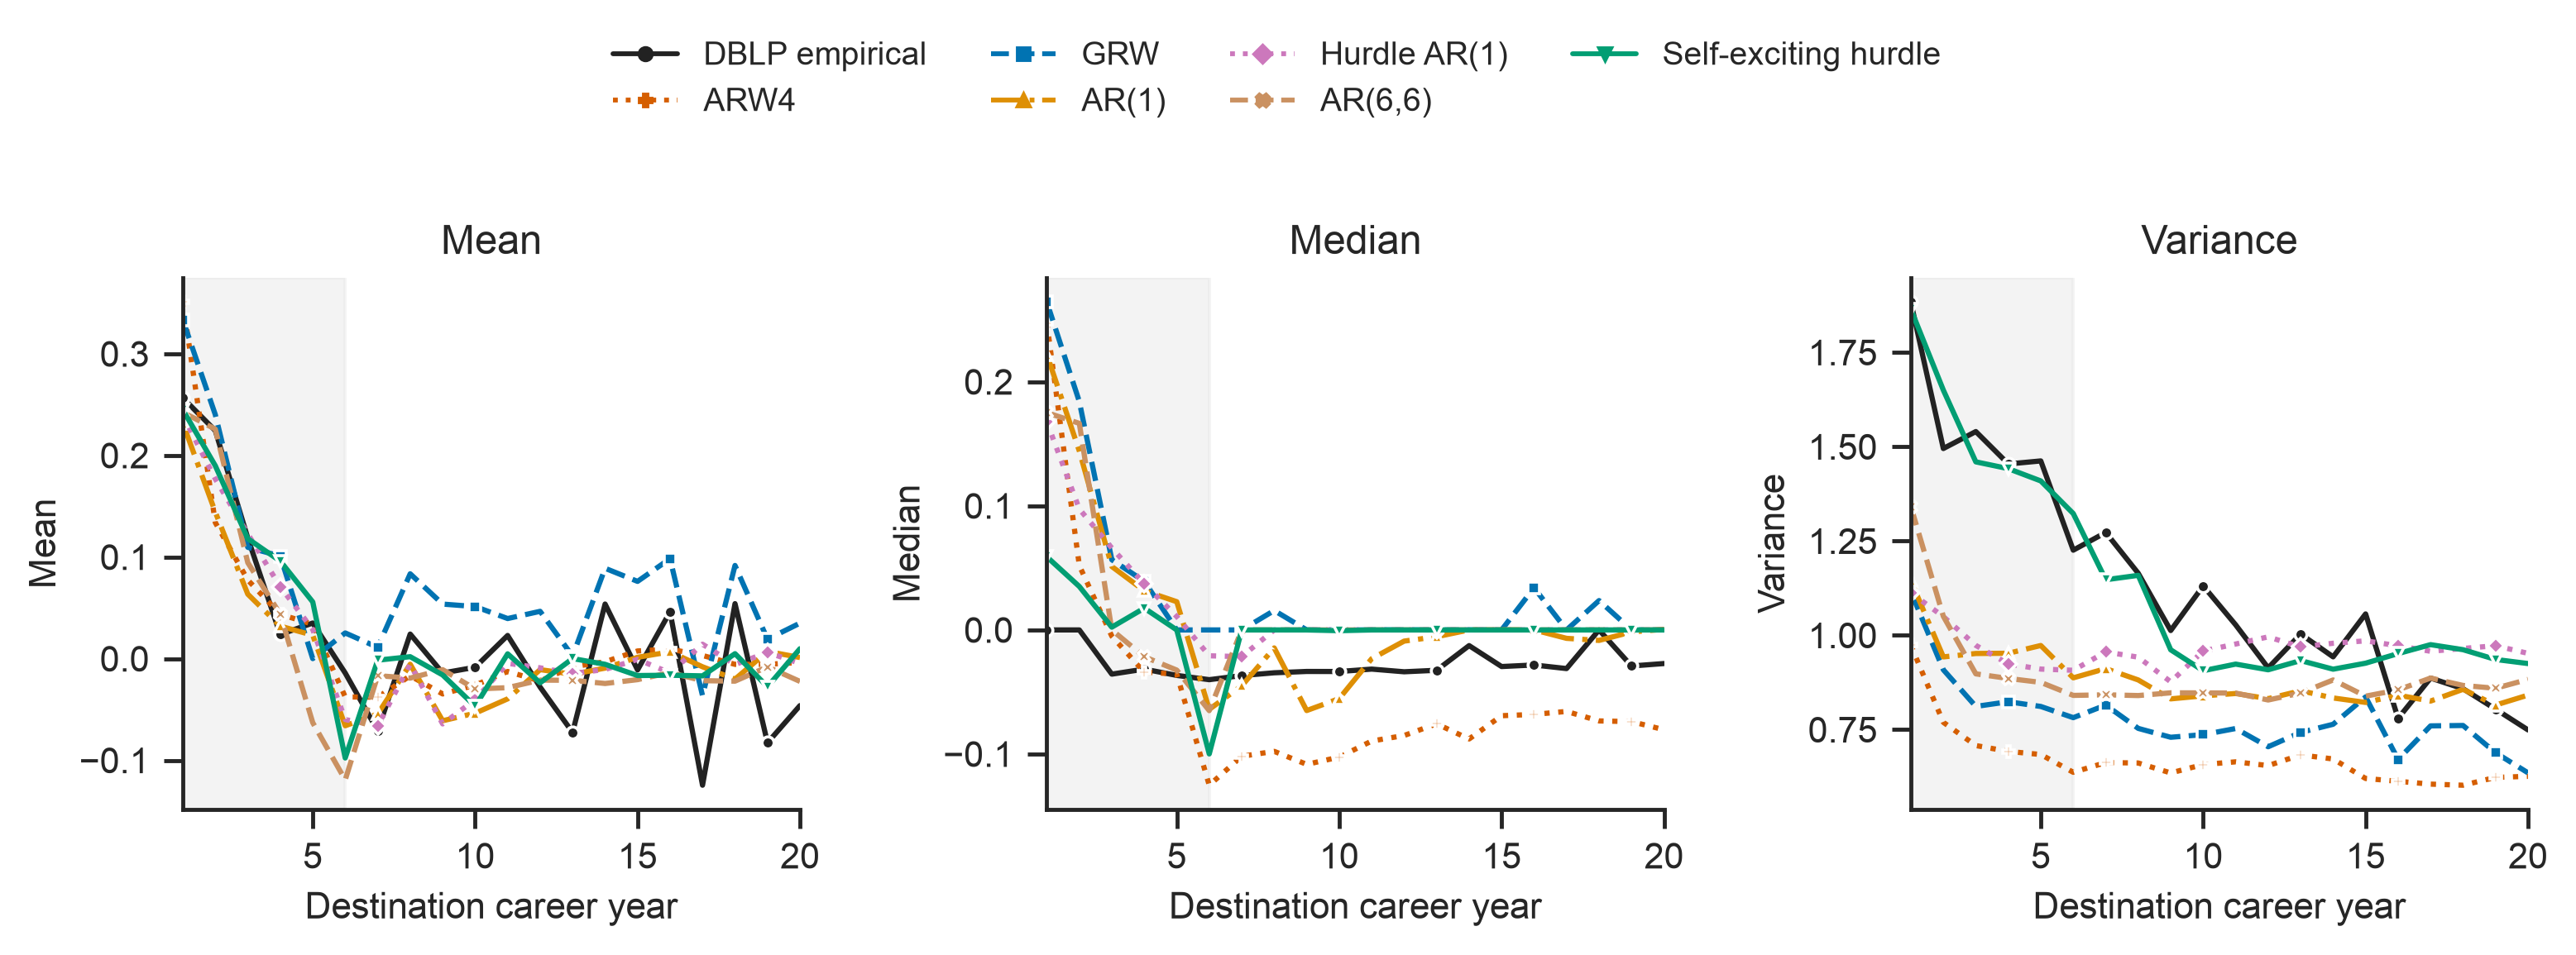 DBLP empirical GRW Hurdle AR(1) Self-exciting hurdle
ARW4 AR(1) AR(6,6)
Mean
Mean
0.3
0.2
0.1
0.0
−0.1
5 10 15 20
Destination career year
Median
Median
0.2
0.1
0.0
−0.1
5 10 15 20
Destination career year
Variance
Variance
1.75
1.50
1.25
1.00
0.75
5 10 15 20
Destination career year